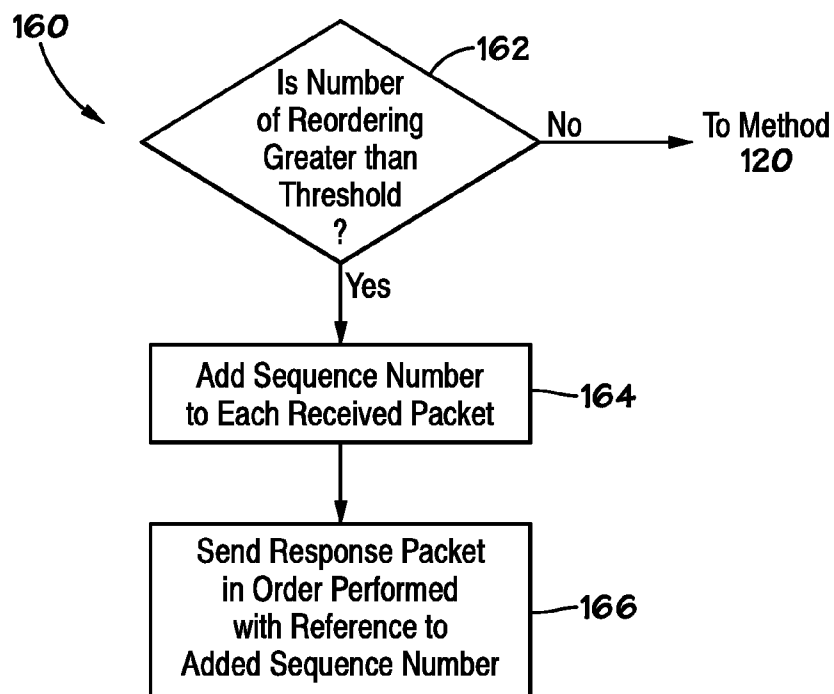 160
162
Is Number
of Reordering
Greater than
Threshold
?
No
To Method
120
Yes
Add Sequence Number
to Each Received Packet
164
Send Response Packet
in Order Performed
with Reference to
Added Sequence Number
166